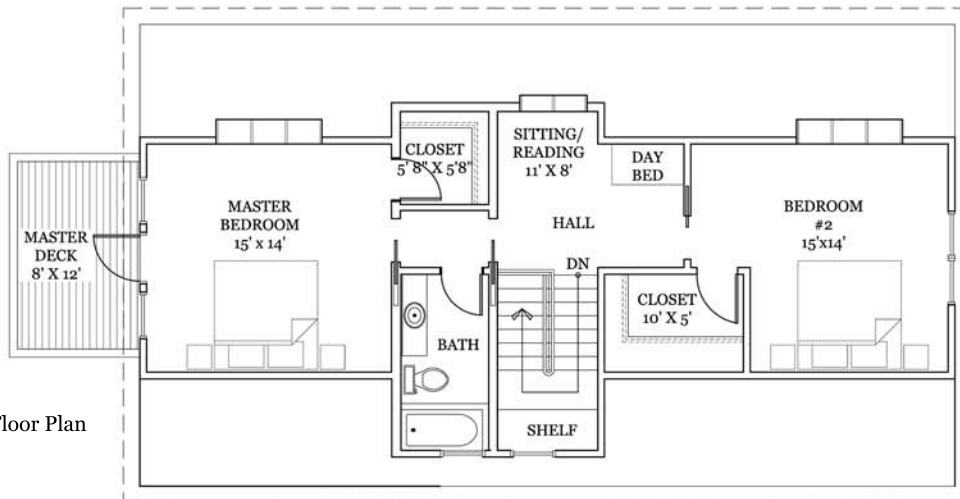 CLOSET
5' 8" X 5'8"
SITTING/
READING
11' X 8'
DAY
BED
MASTER
BEDROOM
15' x 14'
HALL
BEDROOM
#2
15'x14'
MASTER
DECK
8' X 12'
DN
CLOSET
10' X 5'
BATH
SHELF
Floor Plan